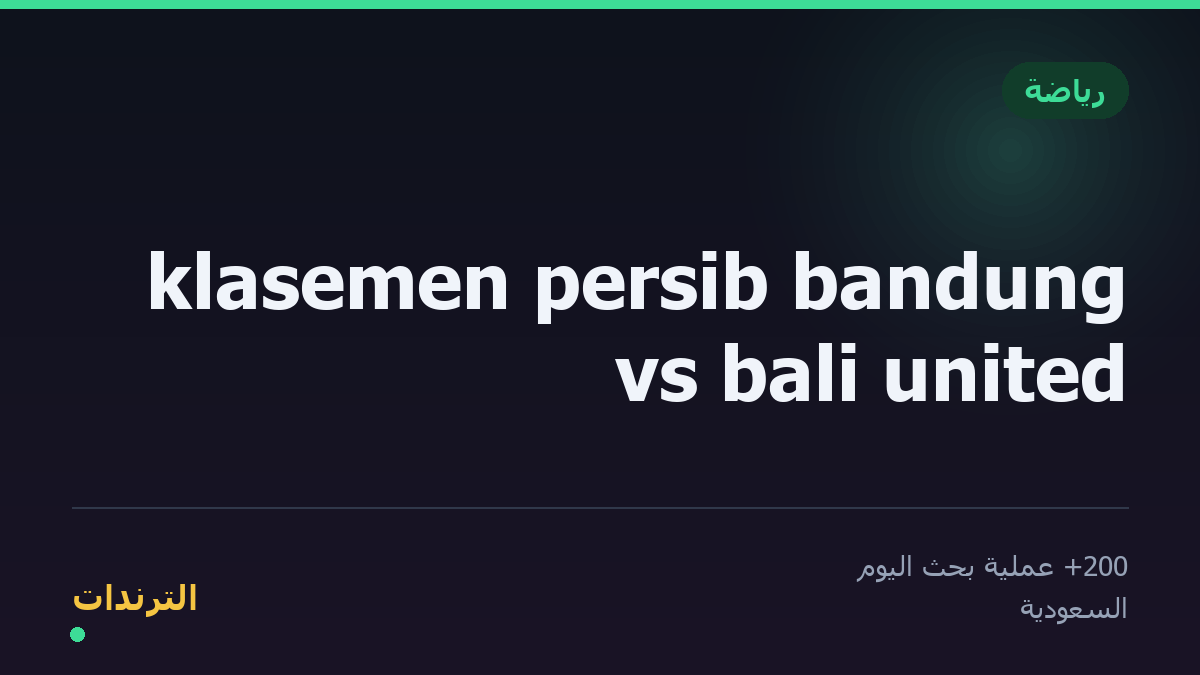 رياضة
klasemen persib bandung
vs bali united
+200 عملية بحث اليوم
السعودية
الترندات